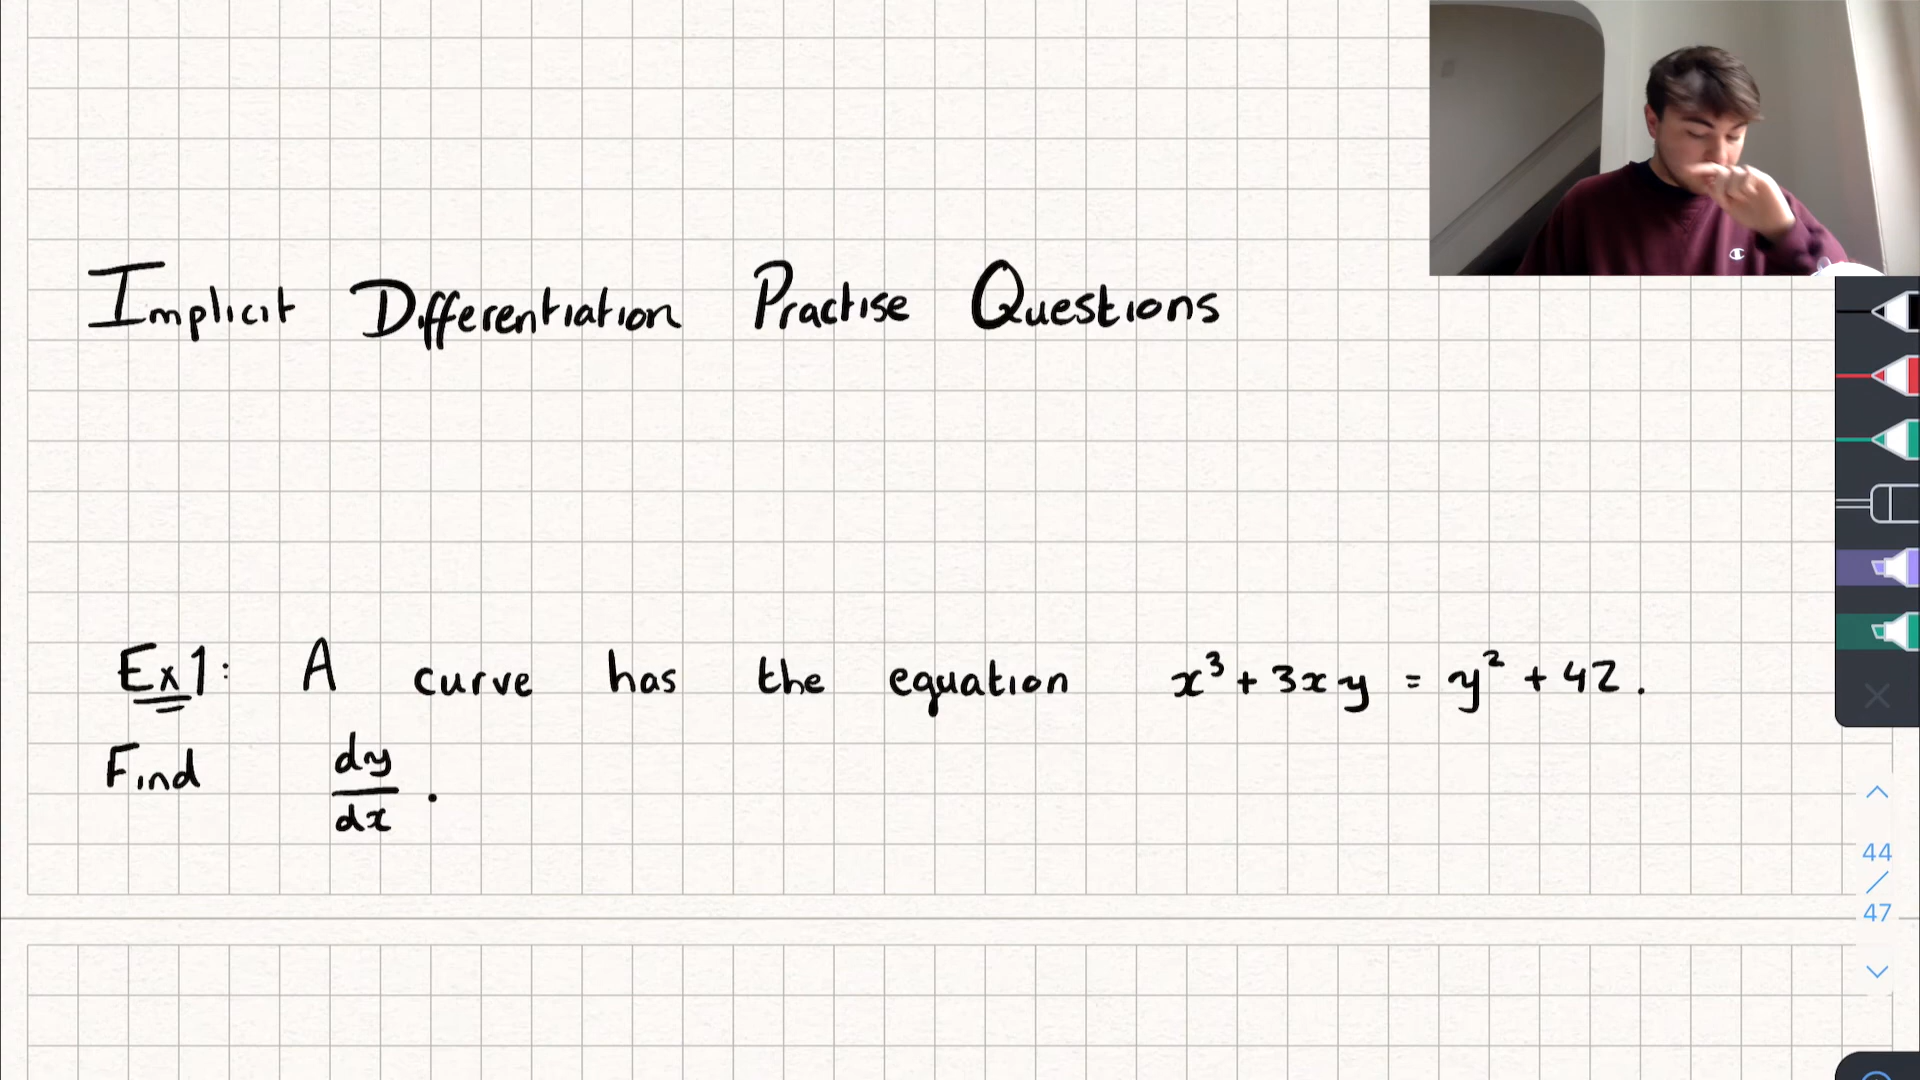 Implicit Differentiation Practise Questions
Ex1: A curve has the equation x³ + 3xy = y² + 42.
Find dy/dx.
44
/
47